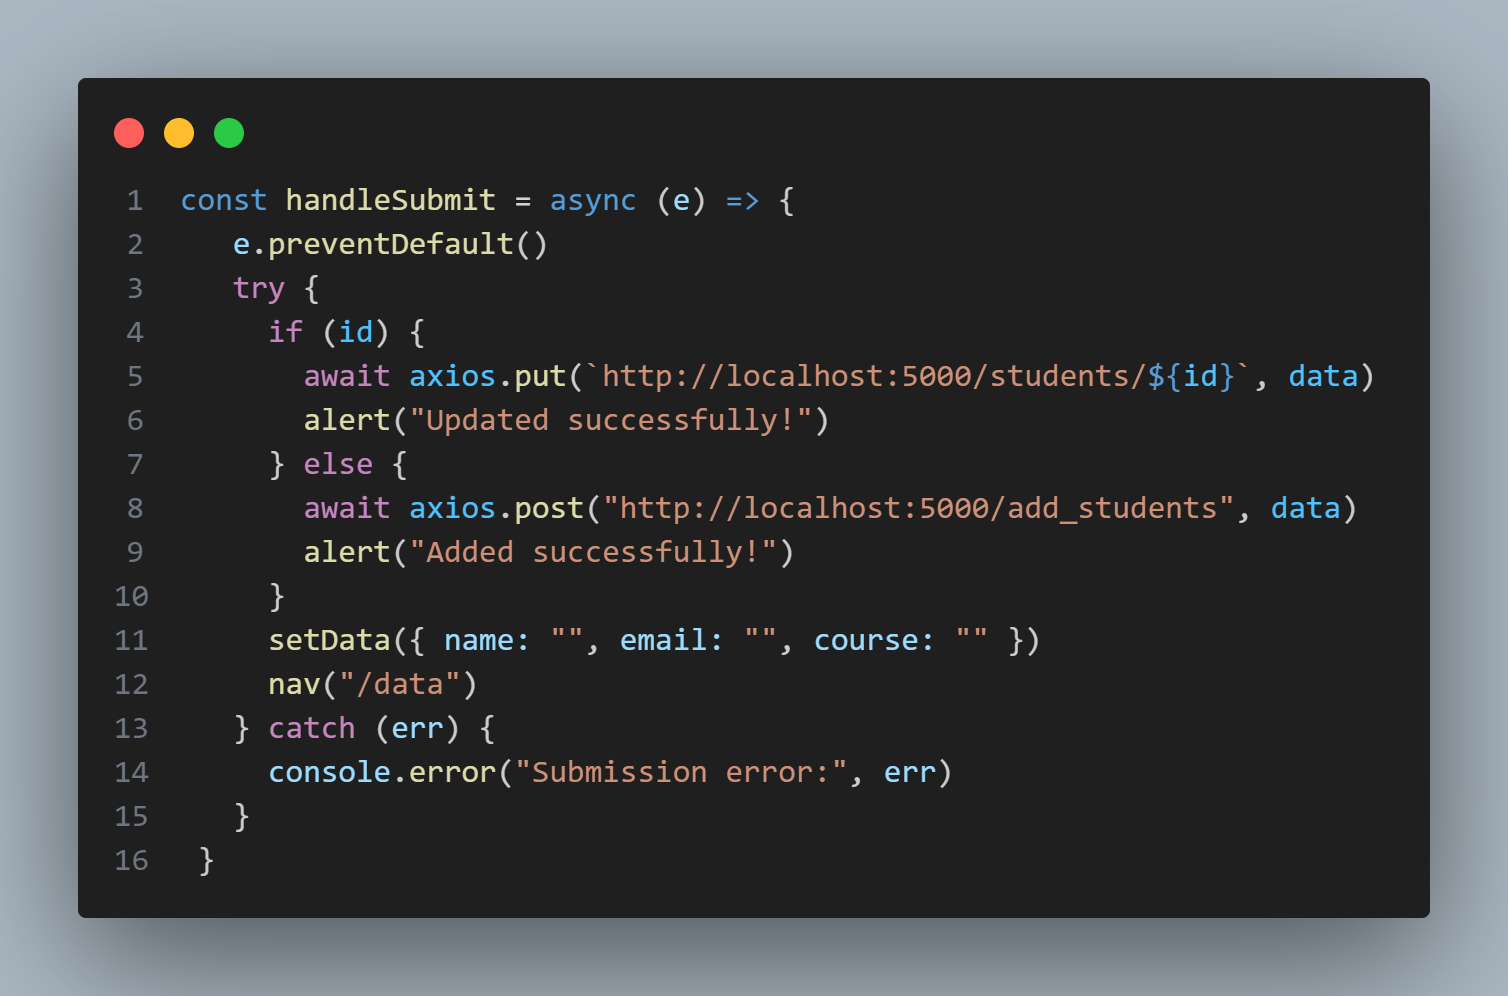 1 const handleSubmit = async (e) => {
2    e.preventDefault()
3    try {
4      if (id) {
5        await axios.put(`http://localhost:5000/students/${id}`, data)
6        alert("Updated successfully!")
7      } else {
8        await axios.post("http://localhost:5000/add_students", data)
9        alert("Added successfully!")
10      }
11      setData({ name: "", email: "", course: "" })
12      nav("/data")
13    } catch (err) {
14      console.error("Submission error:", err)
15    }
16  }